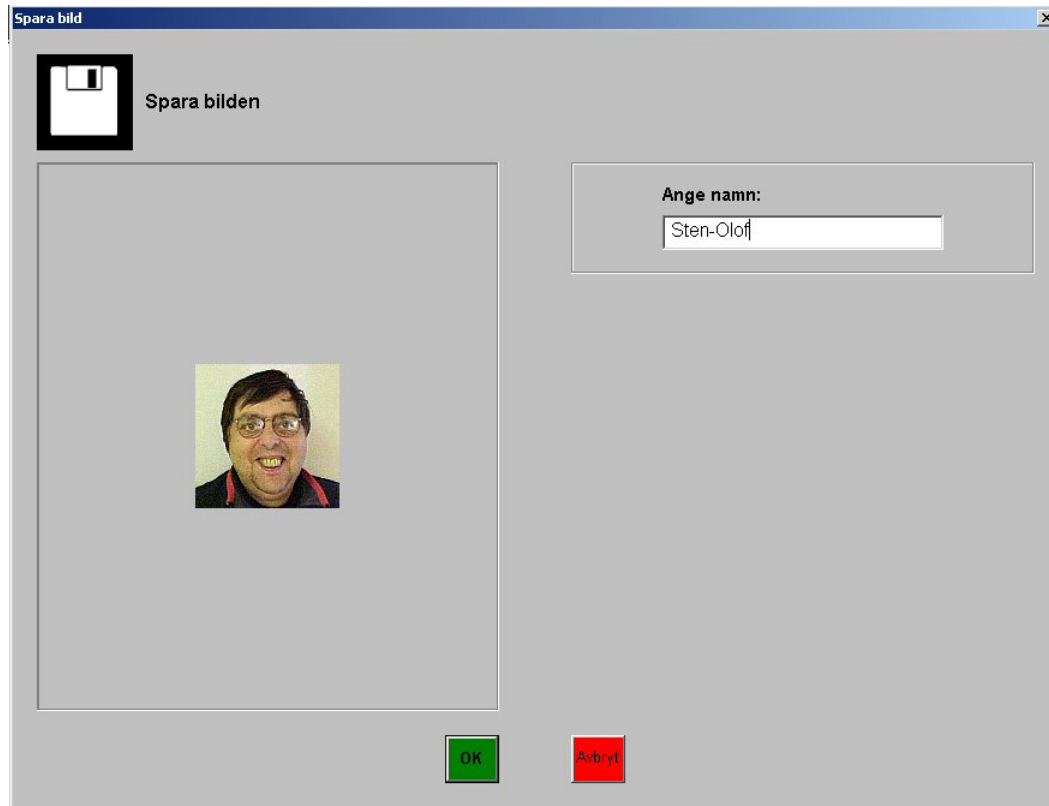 Spara bild
Spara bilden
Ange namn:
Sten-Olof
OK
Avbryt